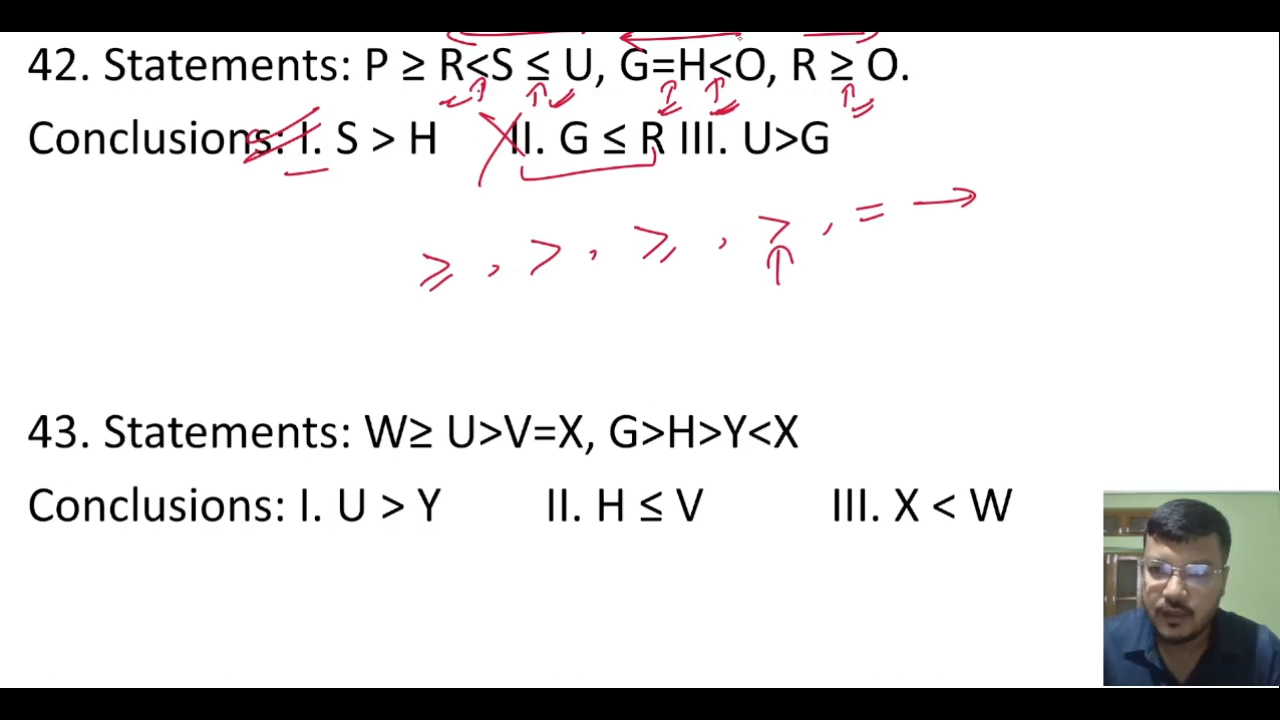 42. Statements: P ≥ R<S ≤ U, G=H<O, R ≥ O.
Conclusions: I. S > H II. G ≤ R III. U>G
≥ , > , ≥ , > , = →
43. Statements: W≥ U>V=X, G>H>Y<X
Conclusions: I. U > Y II. H ≤ V III. X < W